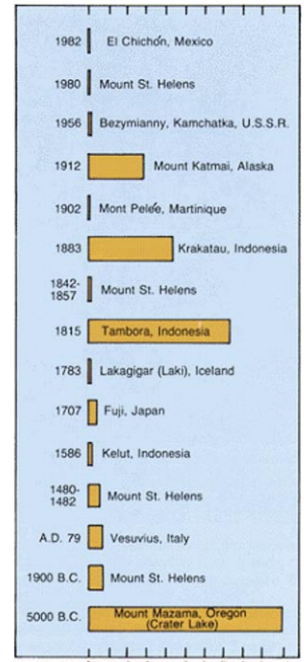 1982 El Chichón, Mexico
1980 Mount St. Helens
1956 Bezymianny, Kamchatka, U.S.S.R.
1912 Mount Katmai, Alaska
1902 Mont Pelée, Martinique
1883 Krakatau, Indonesia
1842-
1857 Mount St. Helens
1815 Tambora, Indonesia
1783 Lakagigar (Laki), Iceland
1707 Fuji, Japan
1586 Kelut, Indonesia
1480-
1482 Mount St. Helens
A.D. 79 Vesuvius, Italy
1900 B.C. Mount St. Helens
5000 B.C. Mount Mazama, Oregon
(Crater Lake)